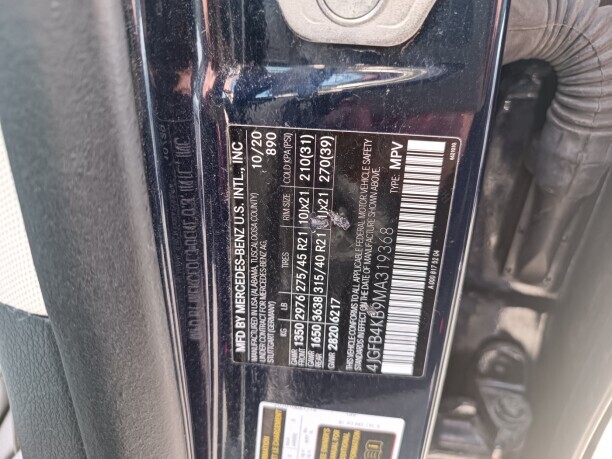 MFD BY MERCEDES-BENZ U.S. INTL., INC
10/20
MANUFACTURED IN USA (ALABAMA, TUSCALOOSA COUNTY)
890
CONTRACTED FOR MERCEDES-BENZ AG,
STUTTGART (GERMANY)
KG LB TIRES RIM SIZE COLD KPA (PSI)
GAWR FRONT 1350 2976 275/45 R21 10Jx21 210(31)
GAWR REAR 1650 3638 315/40 R21 11Jx21 270(39)
GVWR 2820 6217
THIS VEHICLE CONFORMS TO ALL APPLICABLE FEDERAL MOTOR VEHICLE SAFETY
STANDARDS IN EFFECT ON THE DATE OF MANUFACTURE SHOWN ABOVE.
4JGFB4KB9MA319368 TYPE: MPV